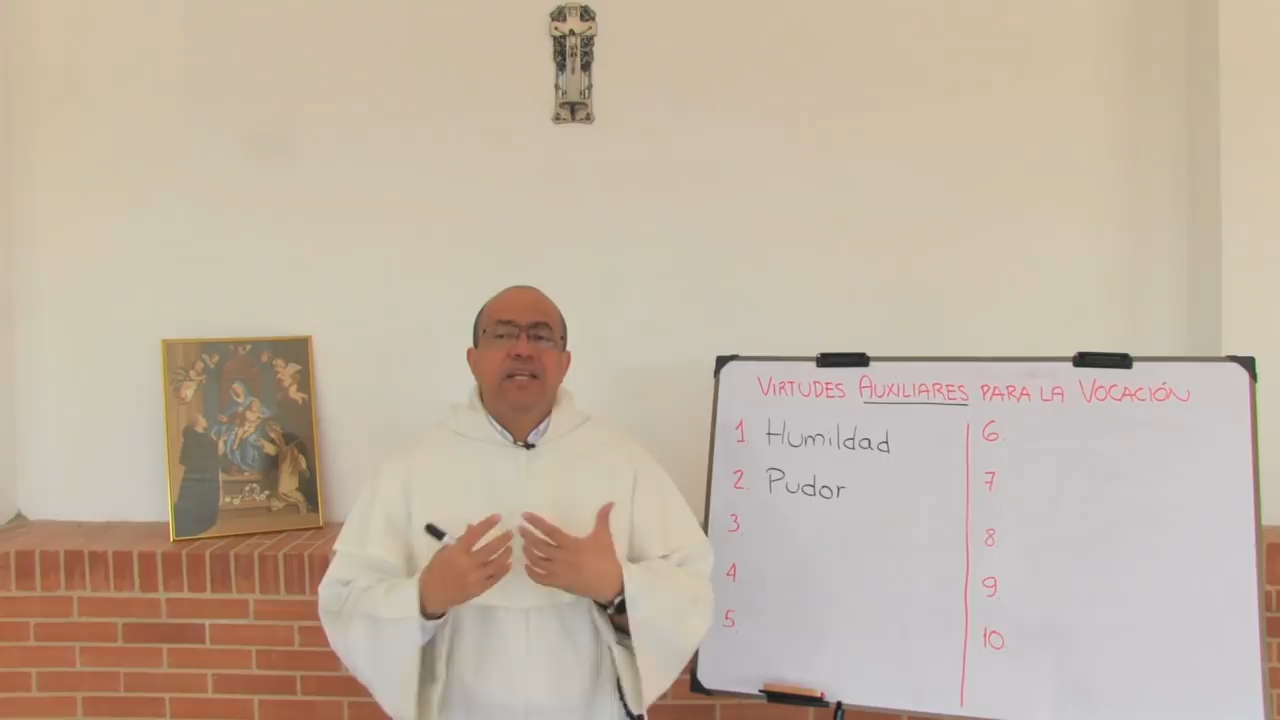 VIRTUDES AUXILIARES PARA LA VOCACIÓN
1 Humildad
2. Pudor
3.
4
5.
6.
7
8.
9.
10.